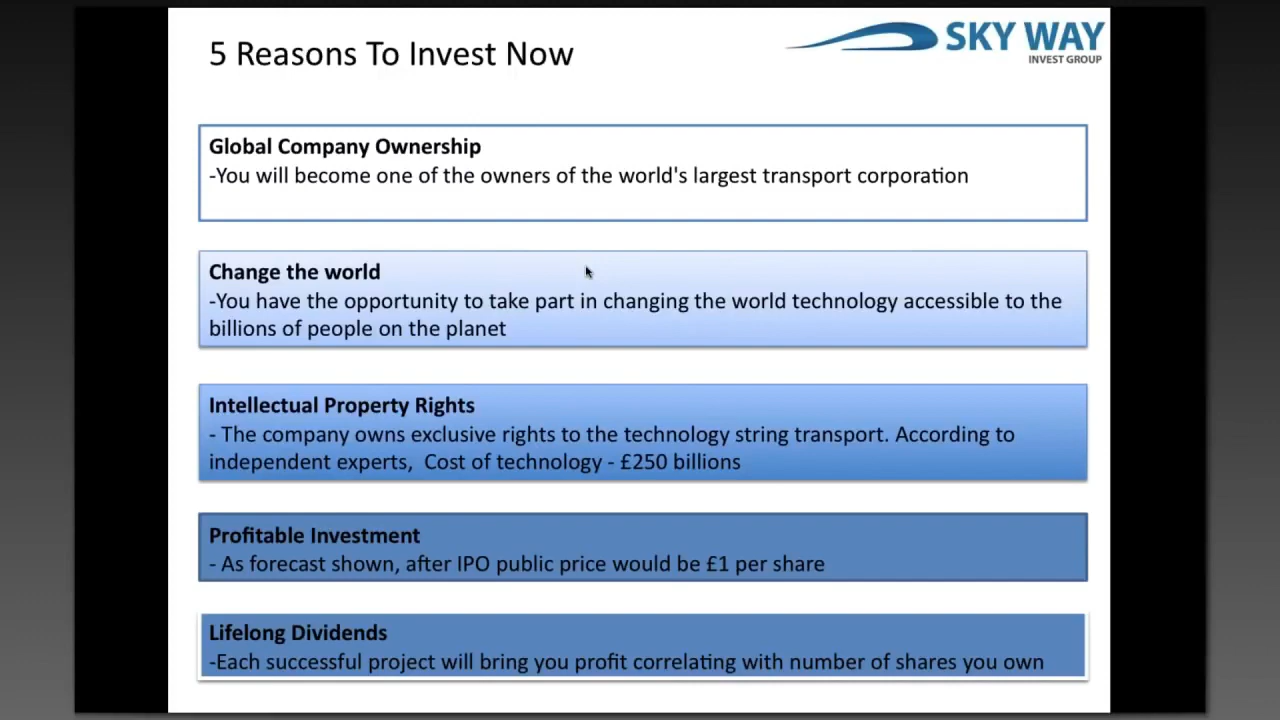 5 Reasons To Invest Now
SKY WAY
INVEST GROUP
Global Company Ownership
-You will become one of the owners of the world's largest transport corporation
Change the world
-You have the opportunity to take part in changing the world technology accessible to the
billions of people on the planet
Intellectual Property Rights
- The company owns exclusive rights to the technology string transport. According to
independent experts,  Cost of technology - £250 billions
Profitable Investment
- As forecast shown, after IPO public price would be £1 per share
Lifelong Dividends
-Each successful project will bring you profit correlating with number of shares you own